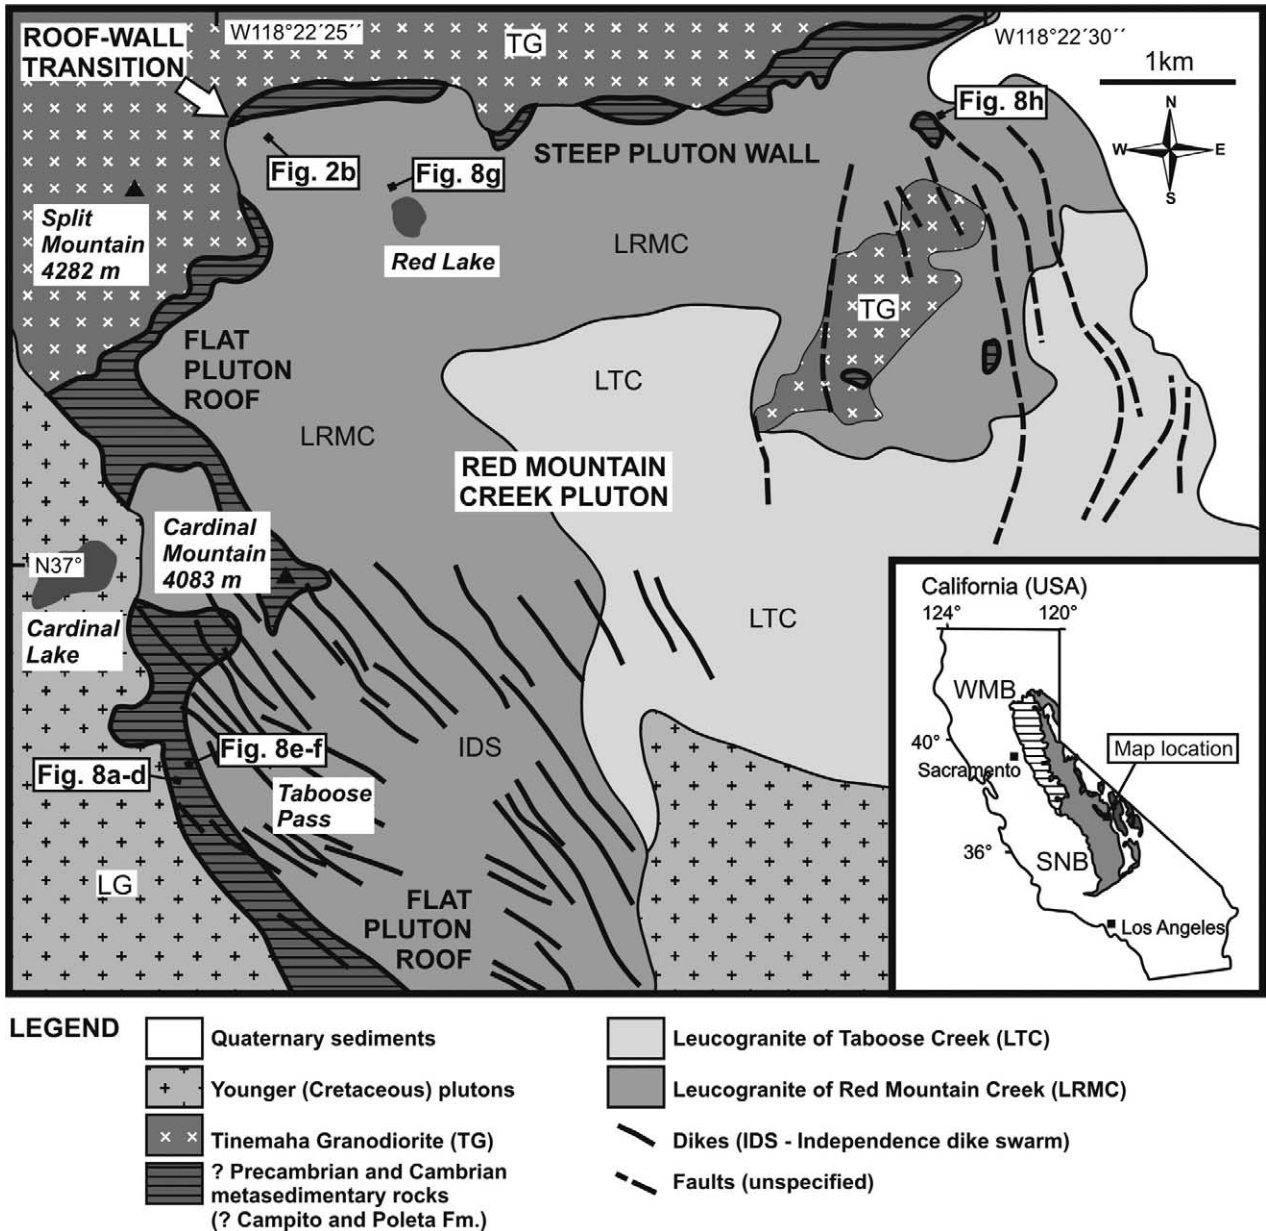 ROOF-WALL
TRANSITION
W118°22´25´´
TG
W118°22´30´´
1km
N
W
E
S
Fig. 8h
Fig. 2b
Fig. 8g
STEEP PLUTON WALL
Split
Mountain
4282 m
Red Lake
LRMC
TG
FLAT
PLUTON
ROOF
LTC
LRMC
RED MOUNTAIN
CREEK PLUTON
Cardinal
Mountain
4083 m
N37°
Cardinal
Lake
LTC
IDS
Fig. 8e-f
Fig. 8a-d
Taboose
Pass
LG
FLAT
PLUTON
ROOF
California (USA)
124°
120°
WMB
40°
Sacramento
Map location
36°
SNB
Los Angeles
LEGEND
Quaternary sediments
Younger (Cretaceous) plutons
Tinemaha Granodiorite (TG)
? Precambrian and Cambrian
metasedimentary rocks
(? Campito and Poleta Fm.)
Leucogranite of Taboose Creek (LTC)
Leucogranite of Red Mountain Creek (LRMC)
Dikes (IDS - Independence dike swarm)
Faults (unspecified)